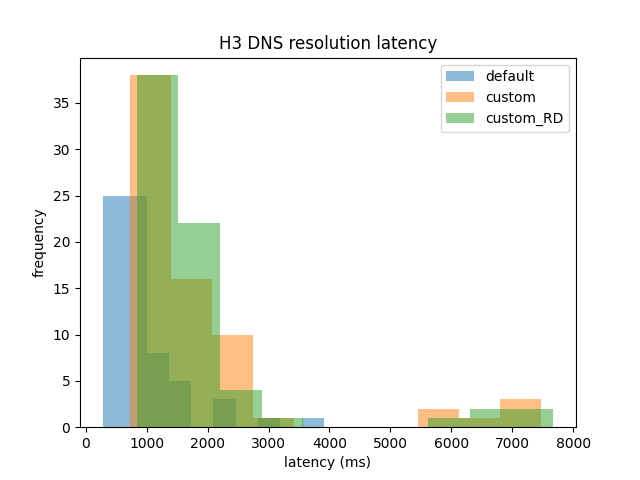 H3 DNS resolution latency
default
custom
custom_RD
frequency
35
30
25
20
15
10
5
0
0 1000 2000 3000 4000 5000 6000 7000 8000
latency (ms)